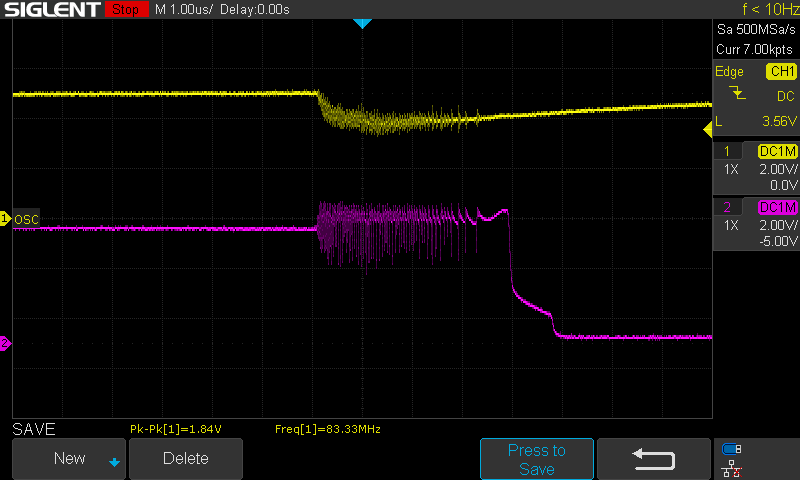 SIGLENT Stop M 1.00us/ Delay:0.00s f < 10Hz
Sa 500MSa/s
Curr 7.00kpts
Edge CH1
DC
L 3.56V
1 DC1M
1X 2.00V/
0.0V
2 DC1M
1X 2.00V/
-5.00V
1 OSC
2
SAVE Pk-Pk[1]=1.84V Freq[1]=83.33MHz
New Delete Press to
Save